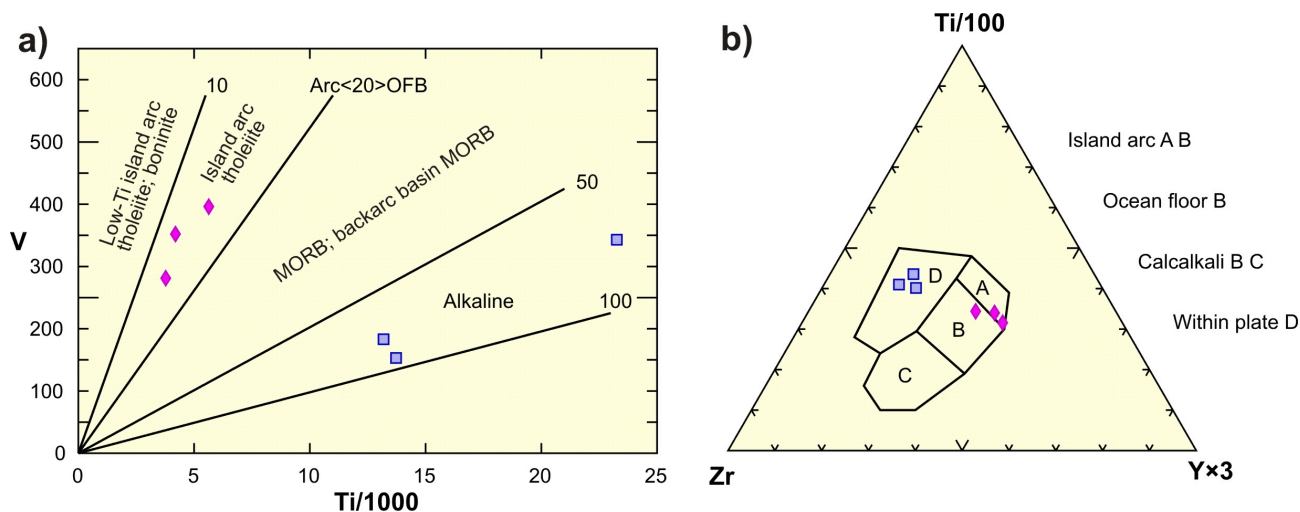 a)
600
500
400
V
300
200
100
0
0
5
10
15
20
25
Ti/1000
Low-Ti island arc
tholeiite; boninite
10
Island arc
tholeiite
Arc<20>OFB
MORB; backarc basin MORB
50
Alkaline
100
b)
Ti/100
Island arc A B
Ocean floor B
Calcalkali B C
Within plate D
D
A
B
C
Zr
Y×3